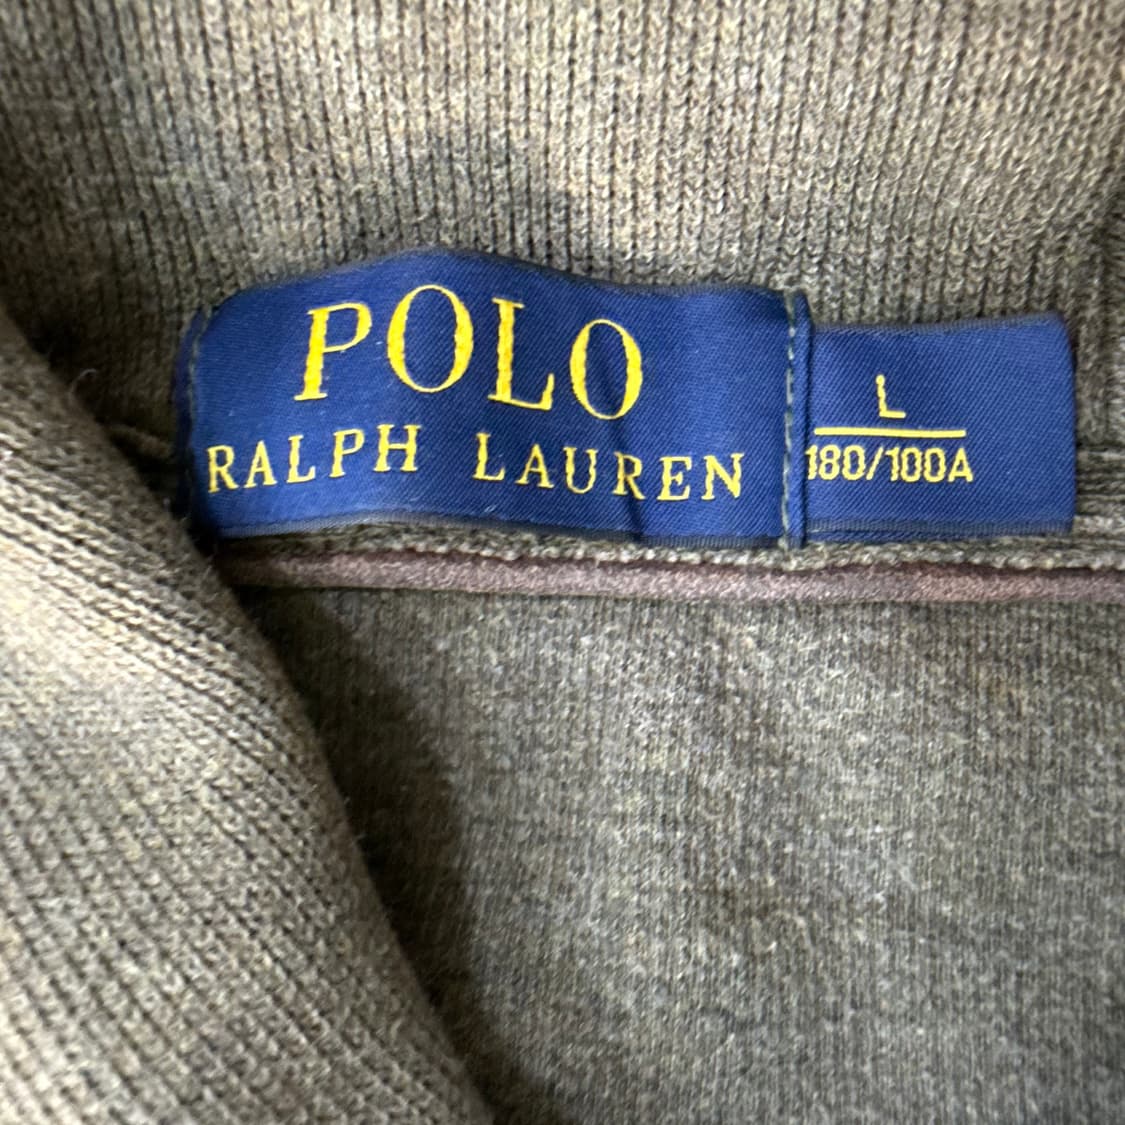 POLO
RALPH LAUREN
L
180/100A